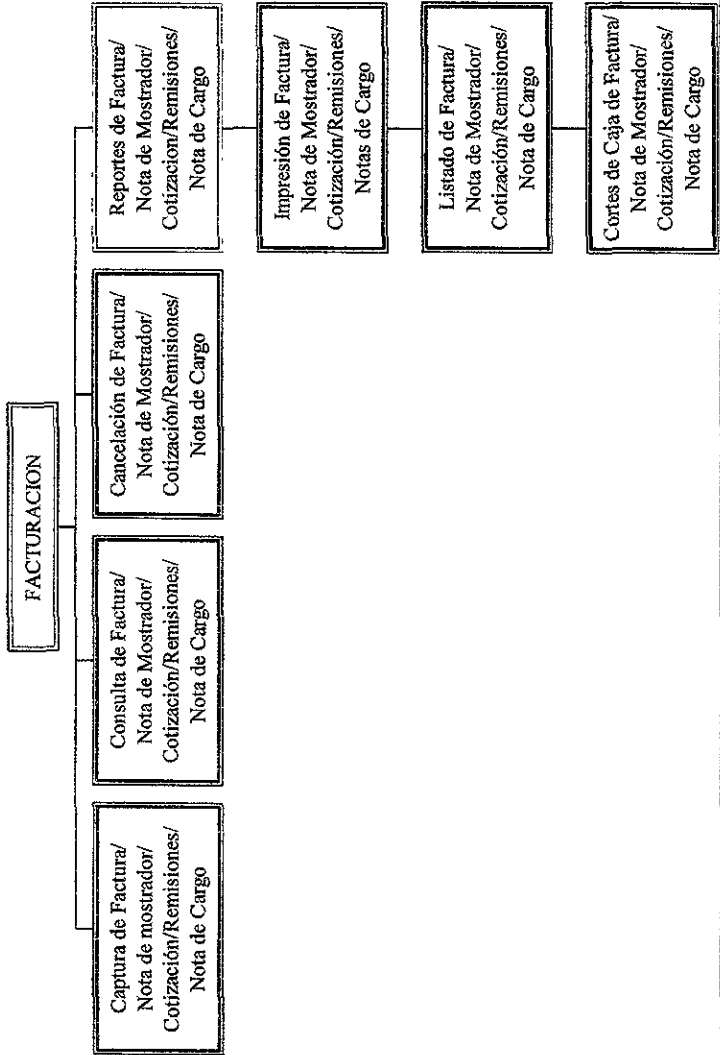 FACTURACION
Captura de Factura/
Nota de mostrador/
Cotización/Remisiones/
Nota de Cargo
Consulta de Factura/
Nota de Mostrador/
Cotización/Remisiones/
Nota de Cargo
Cancelación de Factura/
Nota de Mostrador/
Cotización/Remisiones/
Nota de Cargo
Reportes de Factura/
Nota de Mostrador/
Cotizacion/Remisiones/
Nota de Cargo
Impresión de Factura/
Nota de Mostrador/
Cotización/Remisiones/
Notas de Cargo
Listado de Factura/
Nota de Mostrador/
Cotización/Remisiones/
Nota de Cargo
Cortes de Caja de Factura/
Nota de Mostrador/
Cotización/Remisiones/
Nota de Cargo